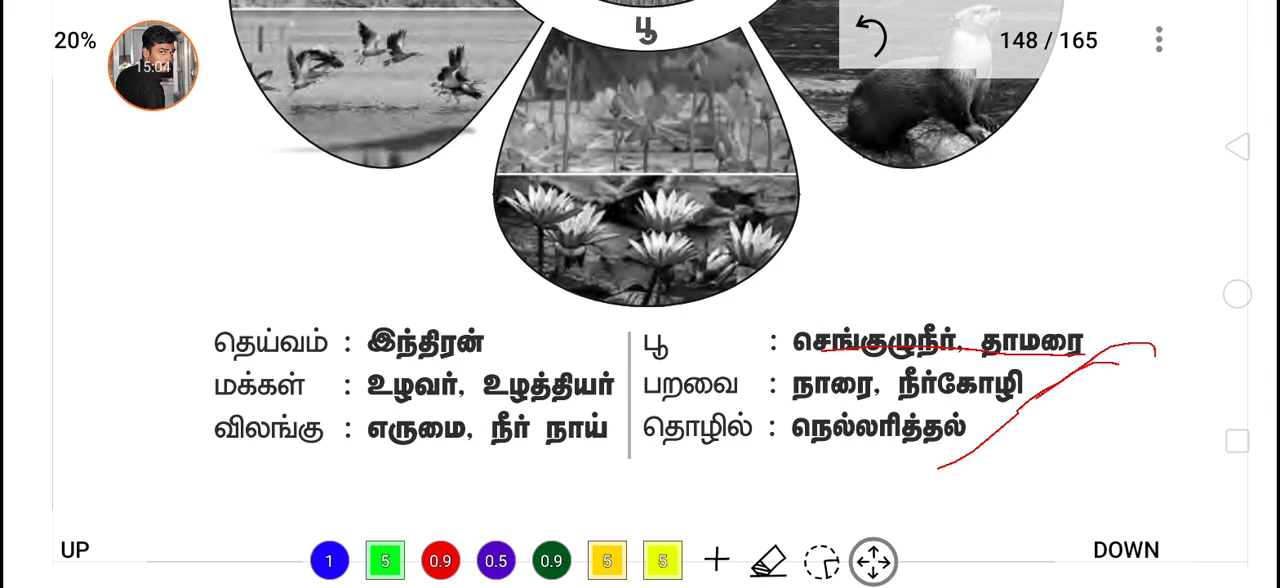 20%
15:04
பூ
148 / 165
தெய்வம் : இந்திரன்
மக்கள் : உழவர், உழத்தியர்
விலங்கு : எருமை, நீர் நாய்
பூ : செங்குழுநீர், தாமரை
பறவை : நாரை, நீர்கோழி
தொழில் : நெல்லரித்தல்
UP
1 5 0.9 0.5 0.9 5 5
DOWN